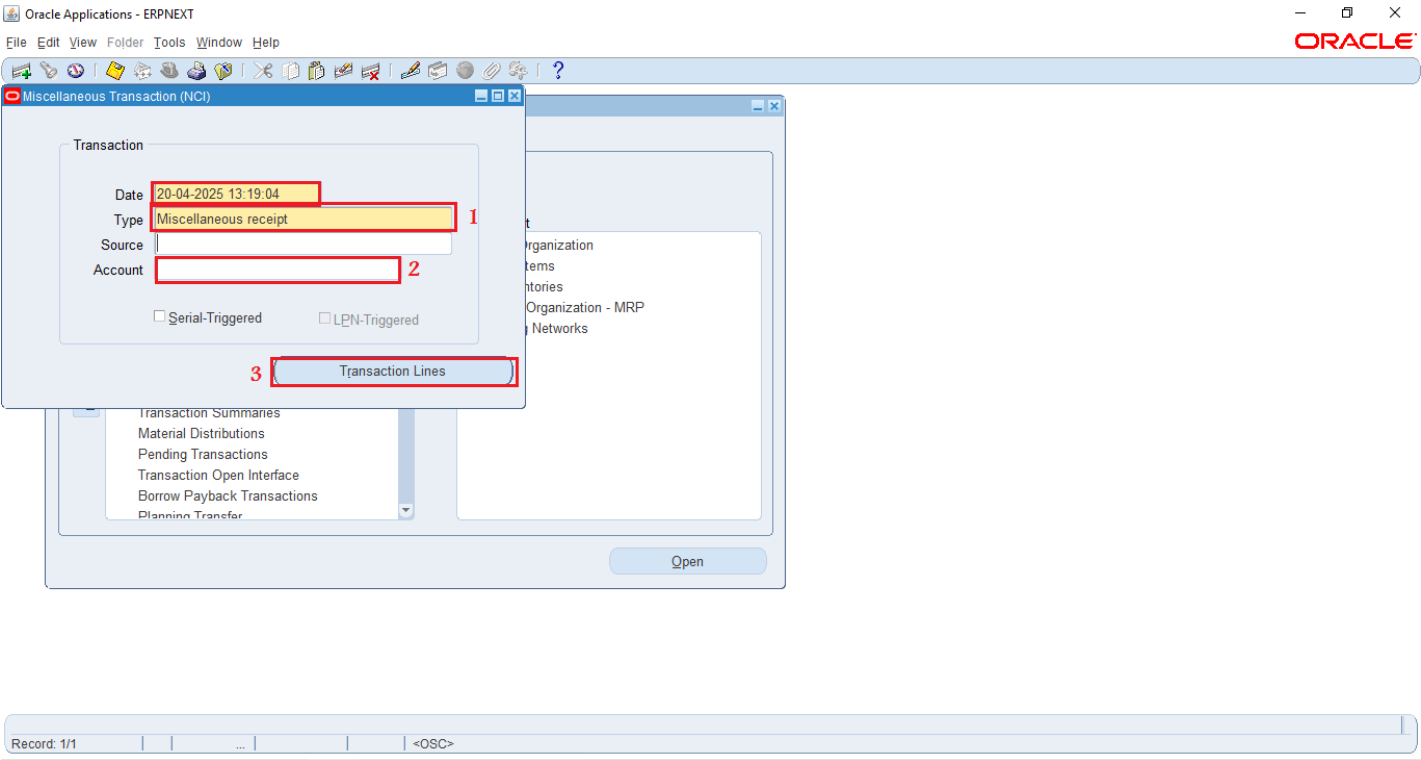 Oracle Applications - ERPNEXT
File Edit View Folder Tools Window Help
ORACLE
Miscellaneous Transaction (NCI)
Transaction
Date 20-04-2025 13:19:04
Type Miscellaneous receipt 1
Source
Account 2
Serial-Triggered LPN-Triggered
3 Transaction Lines
t
rganization
tems
ntories
Organization - MRP
Networks
Transaction Summaries
Material Distributions
Pending Transactions
Transaction Open Interface
Borrow Payback Transactions
Planning Transfer
Open
Record: 1/1 ... <OSC>